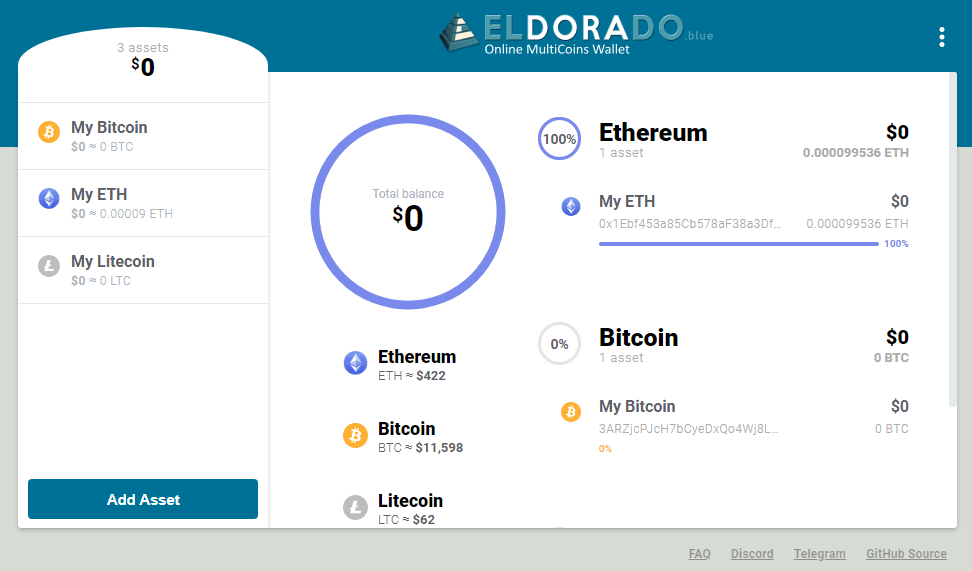 ELDORADO.blue
Online MultiCoins Wallet
3 assets
$0
My Bitcoin
$0 ≈ 0 BTC
My ETH
$0 ≈ 0.00009 ETH
My Litecoin
$0 ≈ 0 LTC
Add Asset
Total balance
$0
Ethereum
ETH ≈ $422
Bitcoin
BTC ≈ $11,598
Litecoin
LTC ≈ $62
100%
Ethereum
$0
1 asset
0.000099536 ETH
My ETH
$0
0x1Ebf453a85Cb578aF38a3Df...
0.000099536 ETH
100%
0%
Bitcoin
$0
1 asset
0 BTC
My Bitcoin
$0
3ARZjcPJcH7bCyeDxQo4Wj8L...
0 BTC
0%
FAQ
Discord
Telegram
GitHub Source